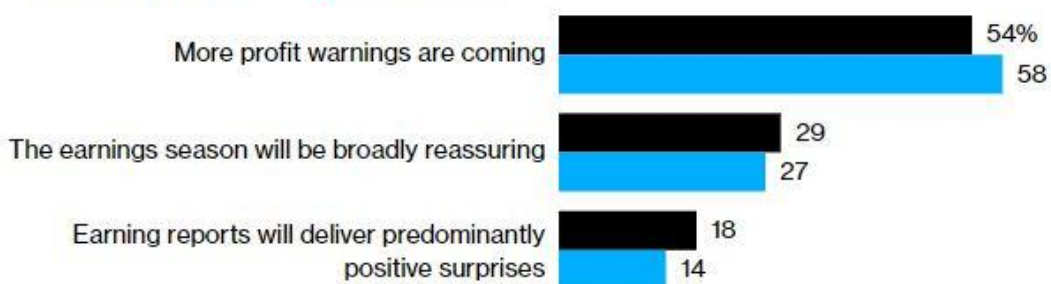 More profit warnings are coming
54%
58
The earnings season will be broadly reassuring
29
27
Earning reports will deliver predominantly
positive surprises
18
14